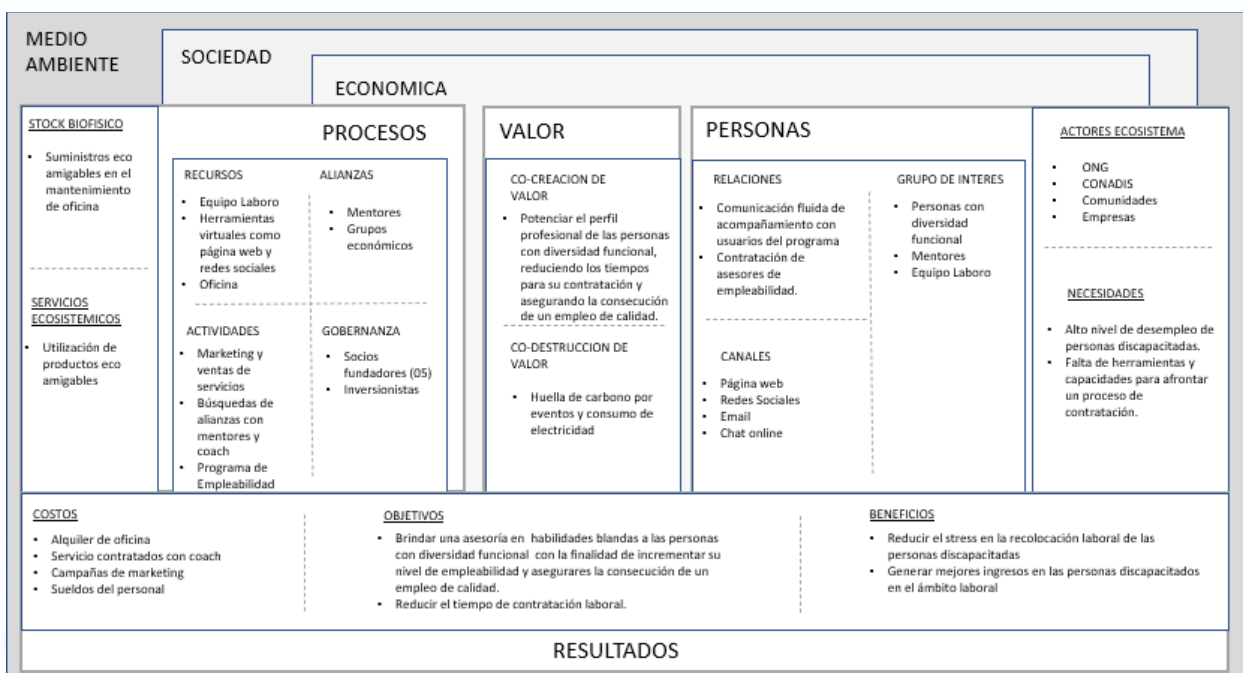 MEDIO
AMBIENTE
SOCIEDAD
ECONOMICA
STOCK BIOFISICO
▪ Suministros eco
amigables en el
mantenimiento
de oficina
SERVICIOS
ECOSISTEMICOS
▪ Utilización de
productos eco
amigables
PROCESOS
RECURSOS
▪ Equipo Laboro
▪ Herramientas
virtuales como
página web y
redes sociales
▪ Oficina
ALIANZAS
▪ Mentores
▪ Grupos
económicos
ACTIVIDADES
▪ Marketing y
ventas de
servicios
▪ Búsquedas de
alianzas con
mentores y
coach
▪ Programa de
Empleabilidad
GOBERNANZA
▪ Socios
fundadores (05)
▪ Inversionistas
VALOR
CO-CREACION DE
VALOR
▪ Potenciar el perfil
profesional de las personas
con diversidad funcional,
reduciendo los tiempos
para su contratación y
asegurando la consecución
de un empleo de calidad.
CO-DESTRUCCION DE
VALOR
▪ Huella de carbono por
eventos y consumo de
electricidad
PERSONAS
RELACIONES
▪ Comunicación fluida de
acompañamiento con
usuarios del programa
▪ Contratación de
asesores de
empleabilidad.
GRUPO DE INTERES
▪ Personas con
diversidad
funcional
▪ Mentores
▪ Equipo Laboro
CANALES
▪ Página web
▪ Redes Sociales
▪ Email
▪ Chat online
ACTORES ECOSISTEMA
▪ ONG
▪ CONADIS
▪ Comunidades
▪ Empresas
NECESIDADES
▪ Alto nivel de desempleo de
personas discapacitadas.
▪ Falta de herramientas y
capacidades para afrontar
un proceso de
contratación.
COSTOS
▪ Alquiler de oficina
▪ Servicio contratados con coach
▪ Campañas de marketing
▪ Sueldos del personal
OBJETIVOS
▪ Brindar una asesoría en habilidades blandas a las personas
con diversidad funcional con la finalidad de incrementar su
nivel de empleabilidad y asegurares la consecución de un
empleo de calidad.
▪ Reducir el tiempo de contratación laboral.
BENEFICIOS
▪ Reducir el stress en la recolocación laboral de las
personas discapacitadas
▪ Generar mejores ingresos en las personas discapacitados
en el ámbito laboral
RESULTADOS